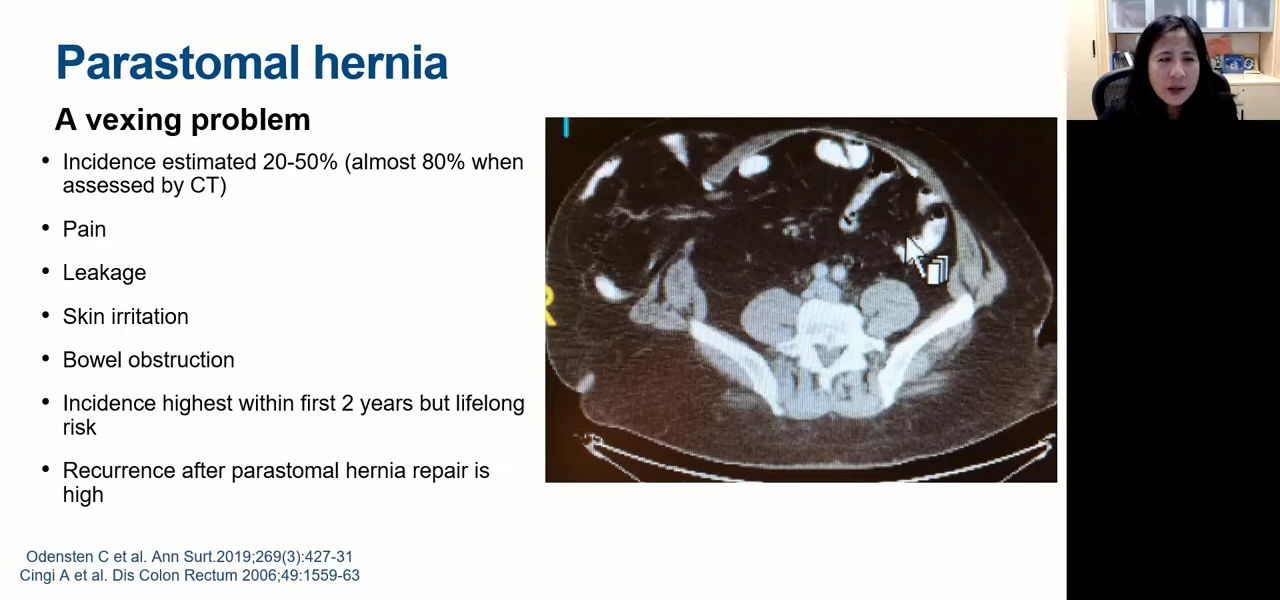 Parastomal hernia
A vexing problem
• Incidence estimated 20-50% (almost 80% when
assessed by CT)
• Pain
• Leakage
• Skin irritation
• Bowel obstruction
• Incidence highest within first 2 years but lifelong
risk
• Recurrence after parastomal hernia repair is
high
R
Odensten C et al. Ann Surt.2019;269(3):427-31
Cingi A et al. Dis Colon Rectum 2006;49:1559-63